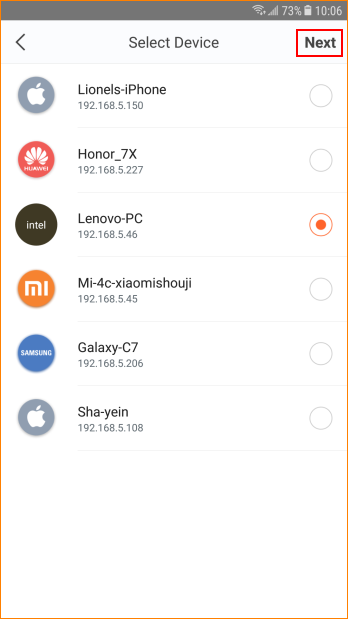 73% 10:06
Select Device Next
Lionels-iPhone
192.168.5.150
HUAWEI
Honor_7X
192.168.5.227
intel
Lenovo-PC
192.168.5.46
mi
Mi-4c-xiaomishouji
192.168.5.45
SAMSUNG
Galaxy-C7
192.168.5.206
Sha-yein
192.168.5.108